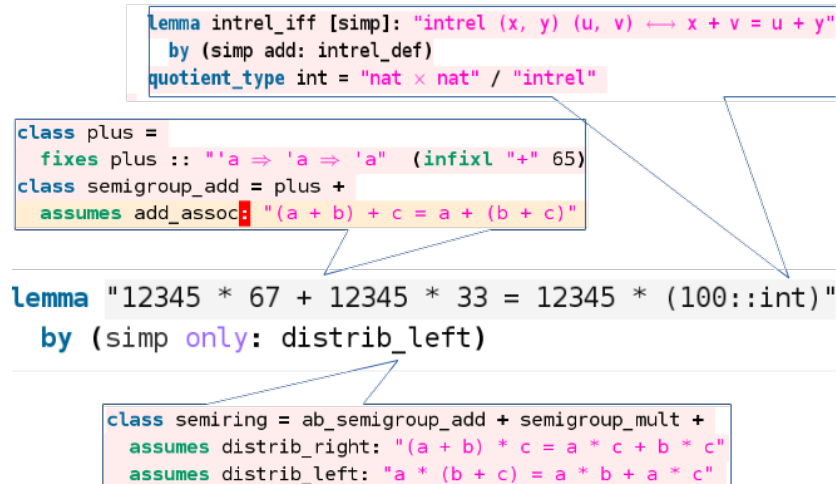 lemma intrel_iff [simp]: "intrel (x, y) (u, v) ⟷ x + v = u + y"
by (simp add: intrel_def)
quotient_type int = "nat × nat" / "intrel"
class plus =
fixes plus :: "'a ⇒ 'a ⇒ 'a" (infixl "+" 65)
class semigroup_add = plus +
assumes add_assoc: "(a + b) + c = a + (b + c)"
lemma "12345 * 67 + 12345 * 33 = 12345 * (100::int)"
by (simp only: distrib_left)
class semiring = ab_semigroup_add + semigroup_mult +
assumes distrib_right: "(a + b) * c = a * c + b * c"
assumes distrib_left: "a * (b + c) = a * b + a * c"